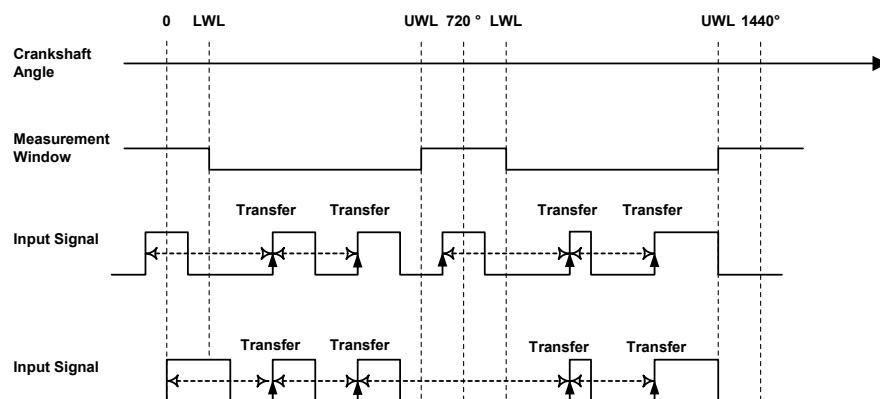 0 LWL UWL 720 ° LWL UWL 1440°
Crankshaft
Angle
Measurement
Window
Transfer Transfer Transfer Transfer
Input Signal
Transfer Transfer Transfer Transfer
Input Signal